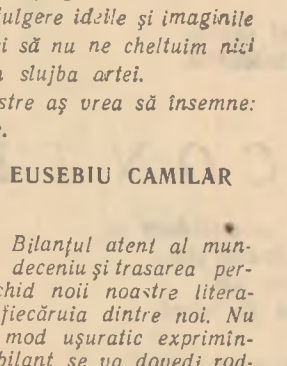 fulgere ideile și imaginile
și să nu ne cheltuim nici
slujba artei.
stre aș vrea să însemne:
EUSEBIU CAMILAR
Bilanțul atent al mun-
deceniu și trasarea per-
chid noii noastre litera-
fiecăruia dintre noi. Nu
mod ușuratic exprimîn-
bilanț se va dovedi rod-